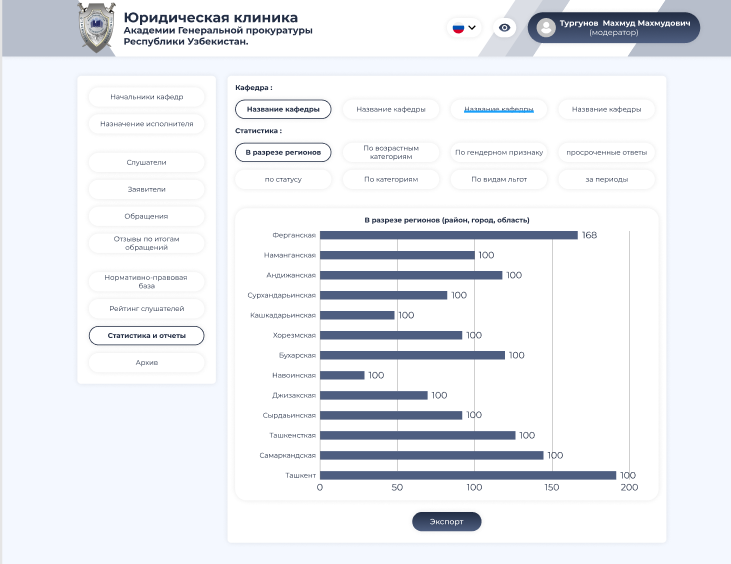 Юридическая клиника
Академии Генеральной прокуратуры
Республики Узбекистан.
Тургунов Махмуд Махмудович
(модератор)
Начальники кафедр
Назначение исполнителя
Слушатели
Заявители
Обращения
Отзывы по итогам
обращений
Нормативно-правовая
база
Рейтинг слушателей
Статистика и отчеты
Архив
Кафедра :
Название кафедры
Название кафедры
Название кафедры
Название кафедры
Статистика :
В разрезе регионов
По возрастным
категориям
По гендерном признаку
просроченные ответы
по статусу
По категориям
По видам льгот
за периоды
В разрезе регионов (район, город, область)
Ферганская 168
Наманганская 100
Андижанская 100
Сурхандарьинская 100
Кашкадарьинская 100
Хорезмская 100
Бухарская 100
Навоинская 100
Джизакская 100
Сырдаьинская 100
Ташкенсткая 100
Самаркандская 100
Ташкент 100
0 50 100 150 200
Экспорт